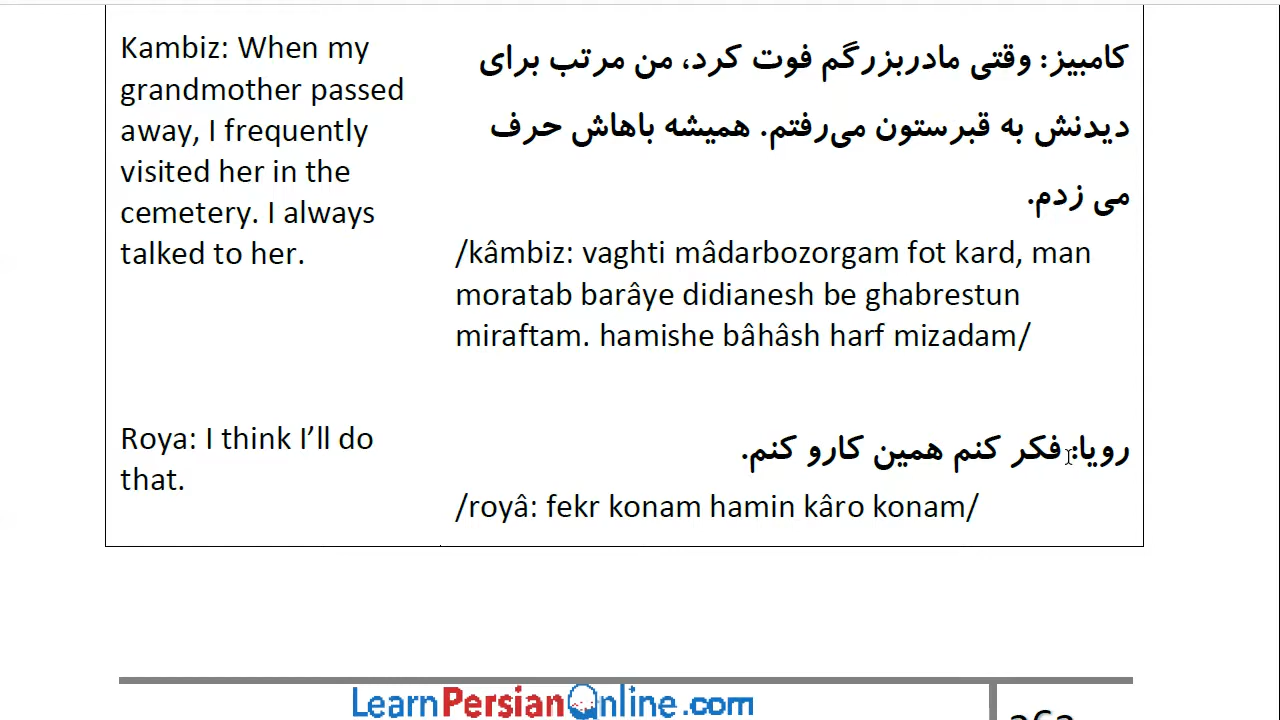 Kambiz: When my
grandmother passed
away, I frequently
visited her in the
cemetery. I always
talked to her.
کامبیز: وقتی مادربزرگم فوت کرد، من مرتب برای
دیدنش به قبرستون می‌رفتم. همیشه باهاش حرف
می زدم.
/kâmbiz: vaghti mâdarbozorgam fot kard, man
moratab barâye didianesh be ghabrestun
miraftam. hamishe bâhâsh harf mizadam/
Roya: I think I’ll do
that.
رویا: فکر کنم همین کارو کنم.
/royâ: fekr konam hamin kâro konam/
LearnPersianOnline.com